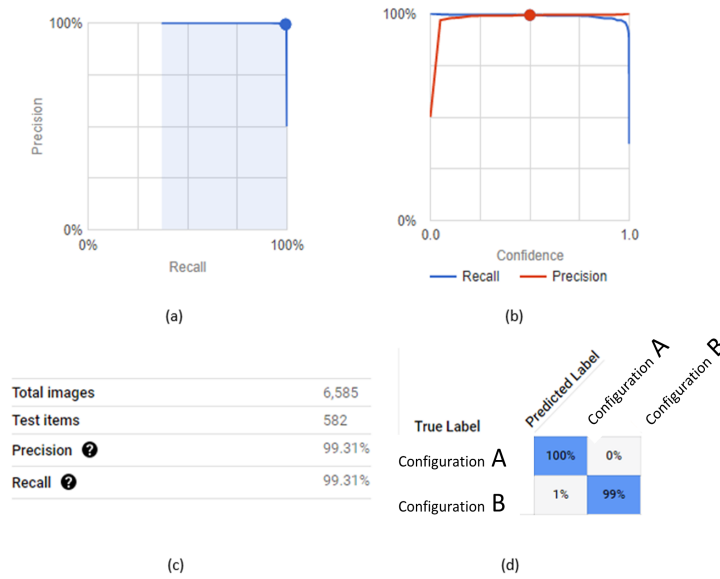 100%
Precision
0%
0%
100%
Recall
(a)
100%
0%
0.0
1.0
Confidence
Recall
Precision
(b)
Total images 6,585
Test items 582
Precision ? 99.31%
Recall ? 99.31%
(c)
True Label
Predicted Label
Configuration A
Configuration B
Configuration A 100% 0%
Configuration B 1% 99%
(d)